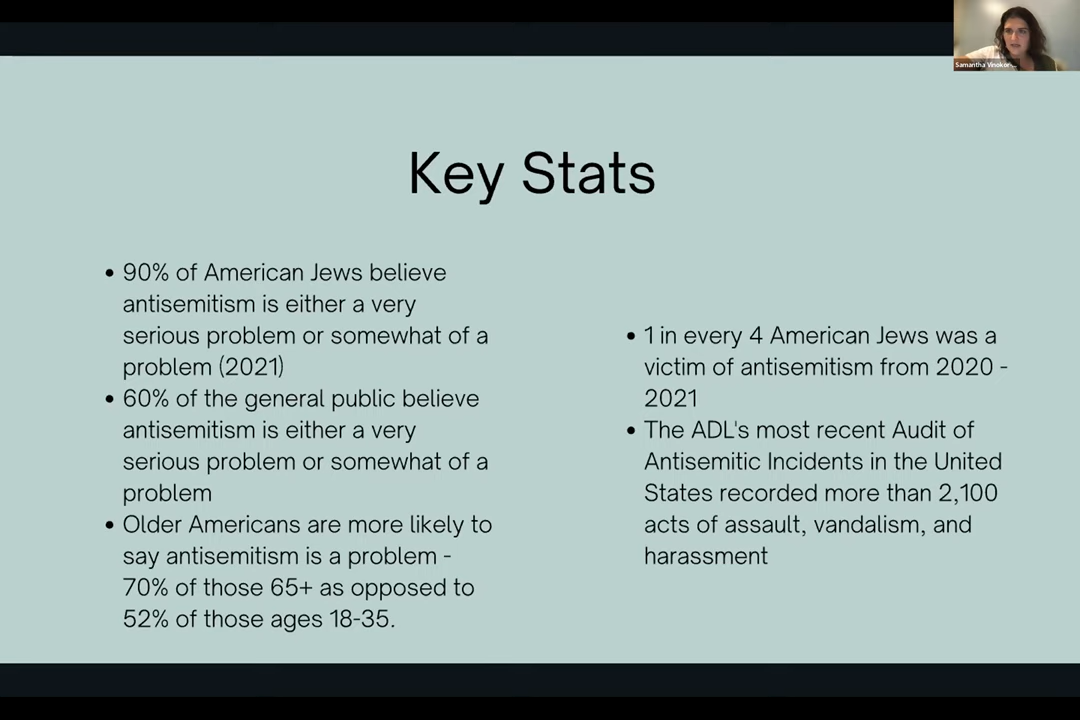 Samantha Vinokor-...
Key Stats
• 90% of American Jews believe
antisemitism is either a very
serious problem or somewhat of a
problem (2021)
• 60% of the general public believe
antisemitism is either a very
serious problem or somewhat of a
problem
• Older Americans are more likely to
say antisemitism is a problem -
70% of those 65+ as opposed to
52% of those ages 18-35.
• 1 in every 4 American Jews was a
victim of antisemitism from 2020 -
2021
• The ADL's most recent Audit of
Antisemitic Incidents in the United
States recorded more than 2,100
acts of assault, vandalism, and
harassment